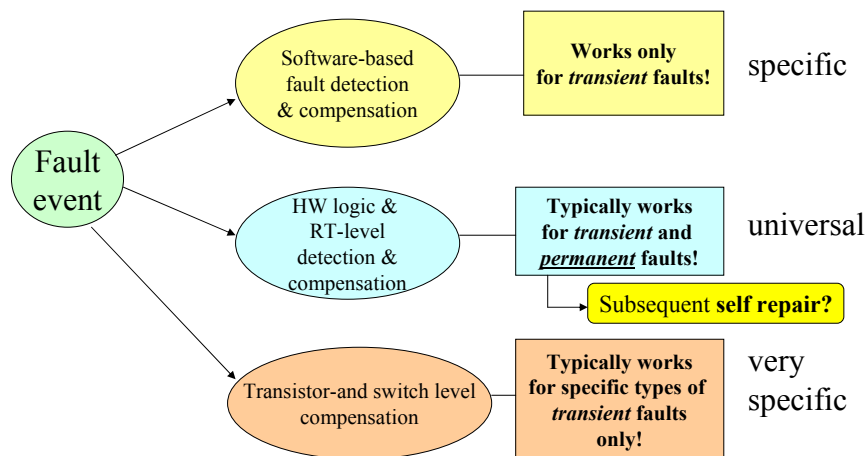 Fault
event
Software-based
fault detection
& compensation
Works only
for transient faults!
specific
HW logic &
RT-level
detection &
compensation
Typically works
for transient and
permanent faults!
universal
Subsequent self repair?
Transistor-and switch level
compensation
Typically works
for specific types of
transient faults
only!
very
specific